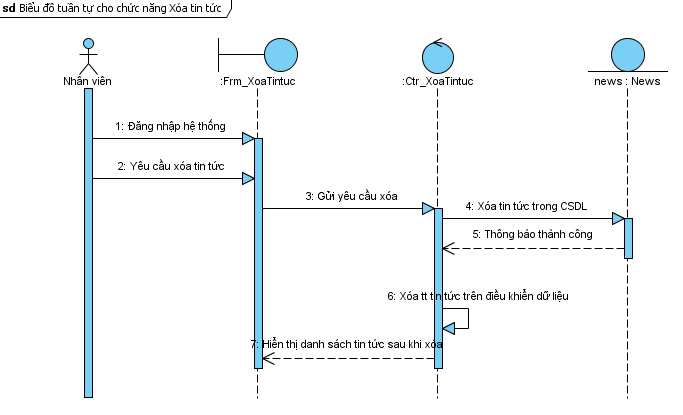 sd Biểu đồ tuần tự cho chức năng Xóa tin tức
Nhân viên
:Frm_XoaTintuc
:Ctr_XoaTintuc
news : News
1: Đăng nhập hệ thống
2: Yêu cầu xóa tin tức
3: Gửi yêu cầu xóa
4: Xóa tin tức trong CSDL
5: Thông báo thành công
6: Xóa tt tin tức trên điều khiển dữ liệu
7: Hiển thị danh sách tin tức sau khi xóa